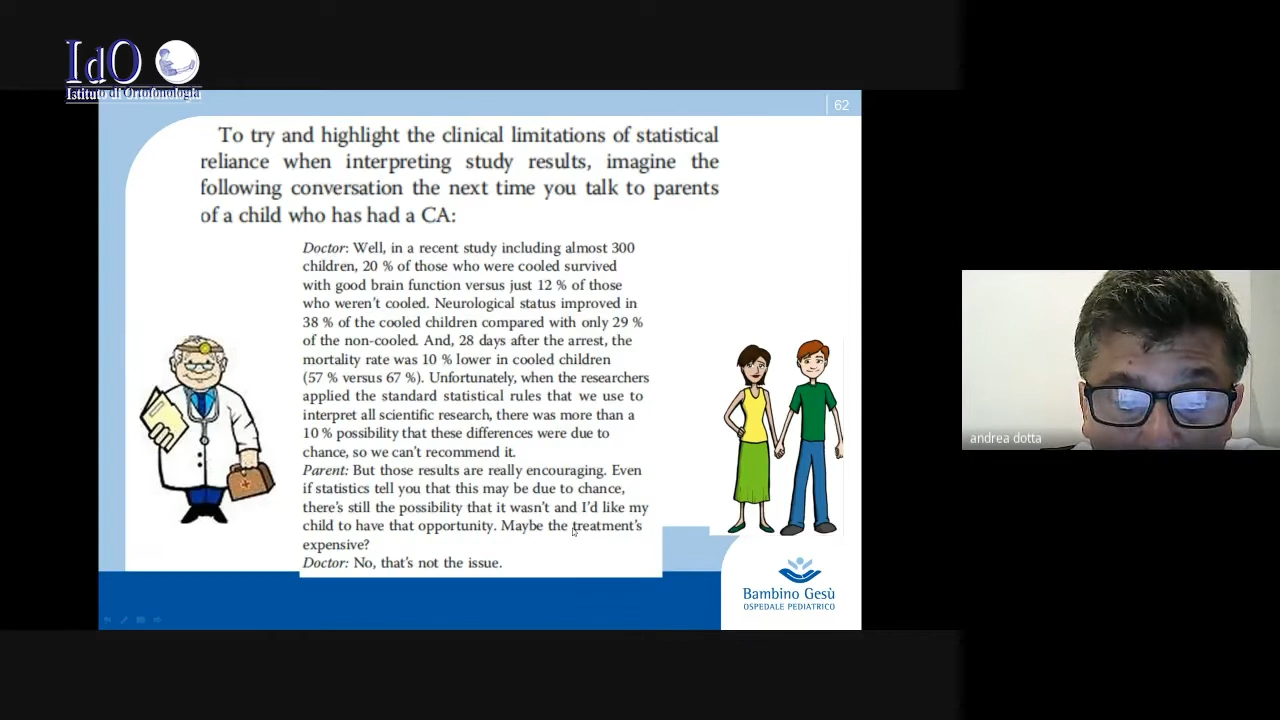 IdO
Istituto di Ortofonologia
62
To try and highlight the clinical limitations of statistical
reliance when interpreting study results, imagine the
following conversation the next time you talk to parents
of a child who has had a CA:
Doctor: Well, in a recent study including almost 300
children, 20 % of those who were cooled survived
with good brain function versus just 12 % of those
who weren't cooled. Neurological status improved in
38 % of the cooled children compared with only 29 %
of the non-cooled. And, 28 days after the arrest, the
mortality rate was 10 % lower in cooled children
(57 % versus 67 %). Unfortunately, when the researchers
applied the standard statistical rules that we use to
interpret all scientific research, there was more than a
10 % possibility that these differences were due to
chance, so we can't recommend it.
Parent: But those results are really encouraging. Even
if statistics tell you that this may be due to chance,
there's still the possibility that it wasn't and I'd like my
child to have that opportunity. Maybe the treatment's
expensive?
Doctor: No, that's not the issue.
Bambino Gesù
OSPEDALE PEDIATRICO
andrea dotta